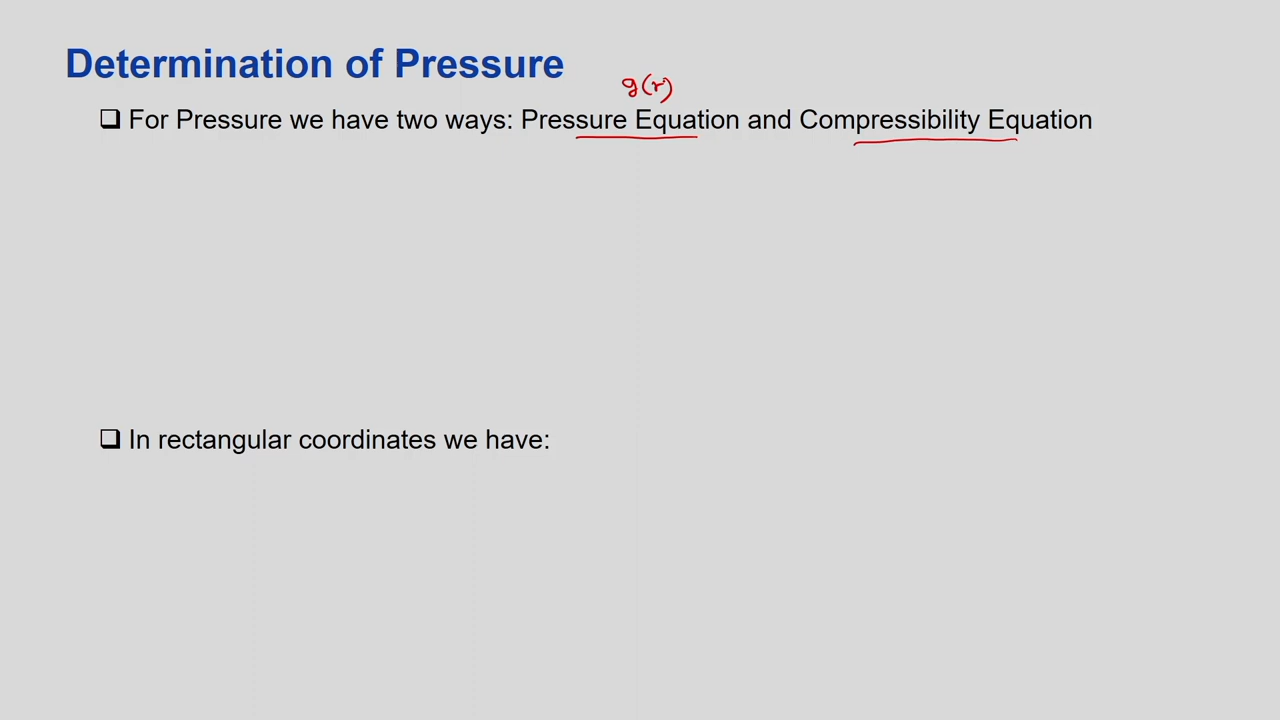 Determination of Pressure
g(r)
❑ For Pressure we have two ways: Pressure Equation and Compressibility Equation
❑ In rectangular coordinates we have: